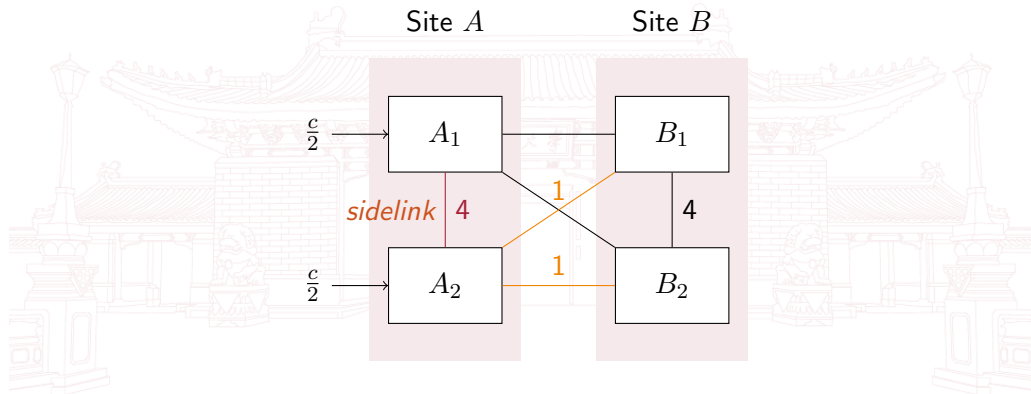 Site A Site B
c/2 A₁ B₁
1
sidelink 4 4
1
c/2 A₂ B₂